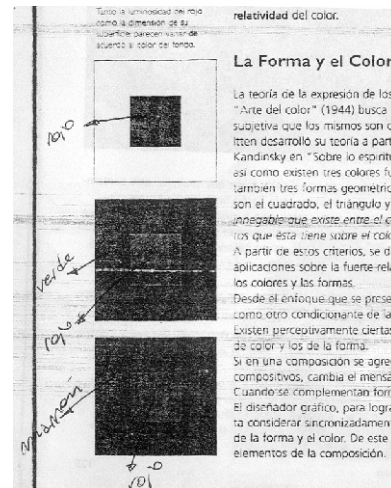 Tanto la luminosidad del rojo
como la dimensión de su
superficie parecen variar de
acuerdo al color del fondo.
rojo
verde
rojo
marrón
rojo
relatividad del color.
La Forma y el Color
La teoría de la expresión de los
"Arte del color" (1944) busca
subjetiva que los mismos son
Itten desarrolló su teoría a part
Kandinsky en "Sobre lo espiritu
así como existen tres colores fu
también tres formas geométric
son el cuadrado, el triángulo y
innegable que existe entre el c
ros que ésta tiene sobre el colo
A partir de estos criterios, se d
aplicaciones sobre la fuerte rela
los colores y las formas.
Desde el enfoque que se prese
como otro condicionante de la
Existen perceptivamente ciertas
de color y los de la forma.
Si en una composición se agre
compositivos, cambia el mensa
Cuando se complementan for
El diseñador gráfico, para logra
ta considerar sincronizadamen
de la forma y el color. De este
elementos de la composición.